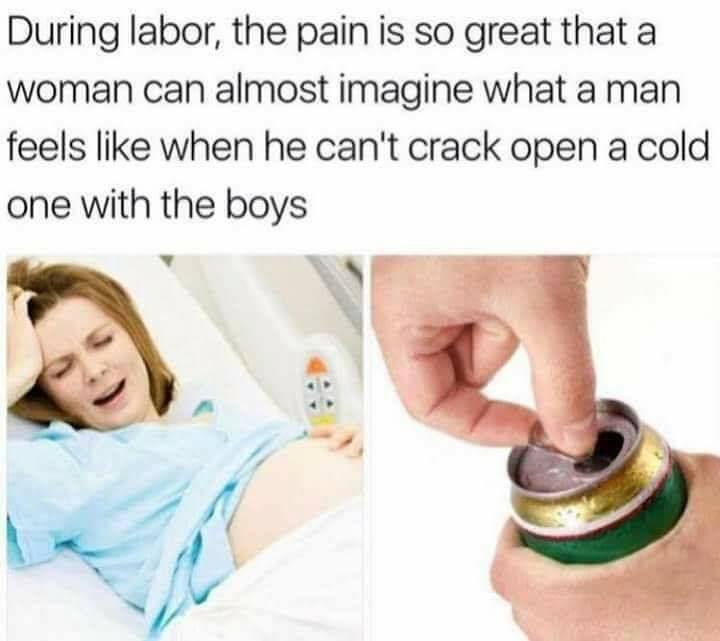 During labor, the pain is so great that a
woman can almost imagine what a man
feels like when he can't crack open a cold
one with the boys